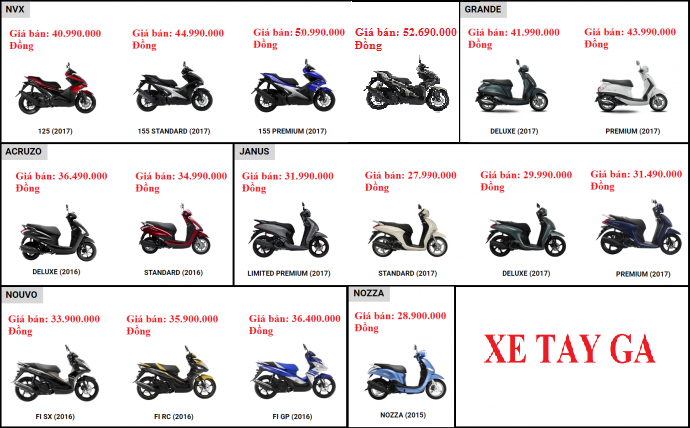 NVX
Giá bán: 40.990.000
Đồng
125 (2017)
Giá bán: 44.990.000
Đồng
155 STANDARD (2017)
Giá bán: 50.990.000
Đồng
155 PREMIUM (2017)
Giá bán: 52.690.000
Đồng
GRANDE
Giá bán: 41.990.000
Đồng
DELUXE (2017)
Giá bán: 43.990.000
Đồng
PREMIUM (2017)
ACRUZO
Giá bán: 36.490.000
Đồng
DELUXE (2016)
Giá bán: 34.990.000
Đồng
STANDARD (2016)
JANUS
Giá bán: 31.990.000
Đồng
LIMITED PREMIUM (2017)
Giá bán: 27.990.000
Đồng
STANDARD (2017)
Giá bán: 29.990.000
Đồng
DELUXE (2017)
Giá bán: 31.490.000
Đồng
PREMIUM (2017)
NOUVO
Giá bán: 33.900.000
Đồng
FI SX (2016)
Giá bán: 35.900.000
Đồng
FI RC (2016)
Giá bán: 36.400.000
Đồng
FI GP (2016)
NOZZA
Giá bán: 28.900.000
Đồng
NOZZA (2015)
XE TAY GA